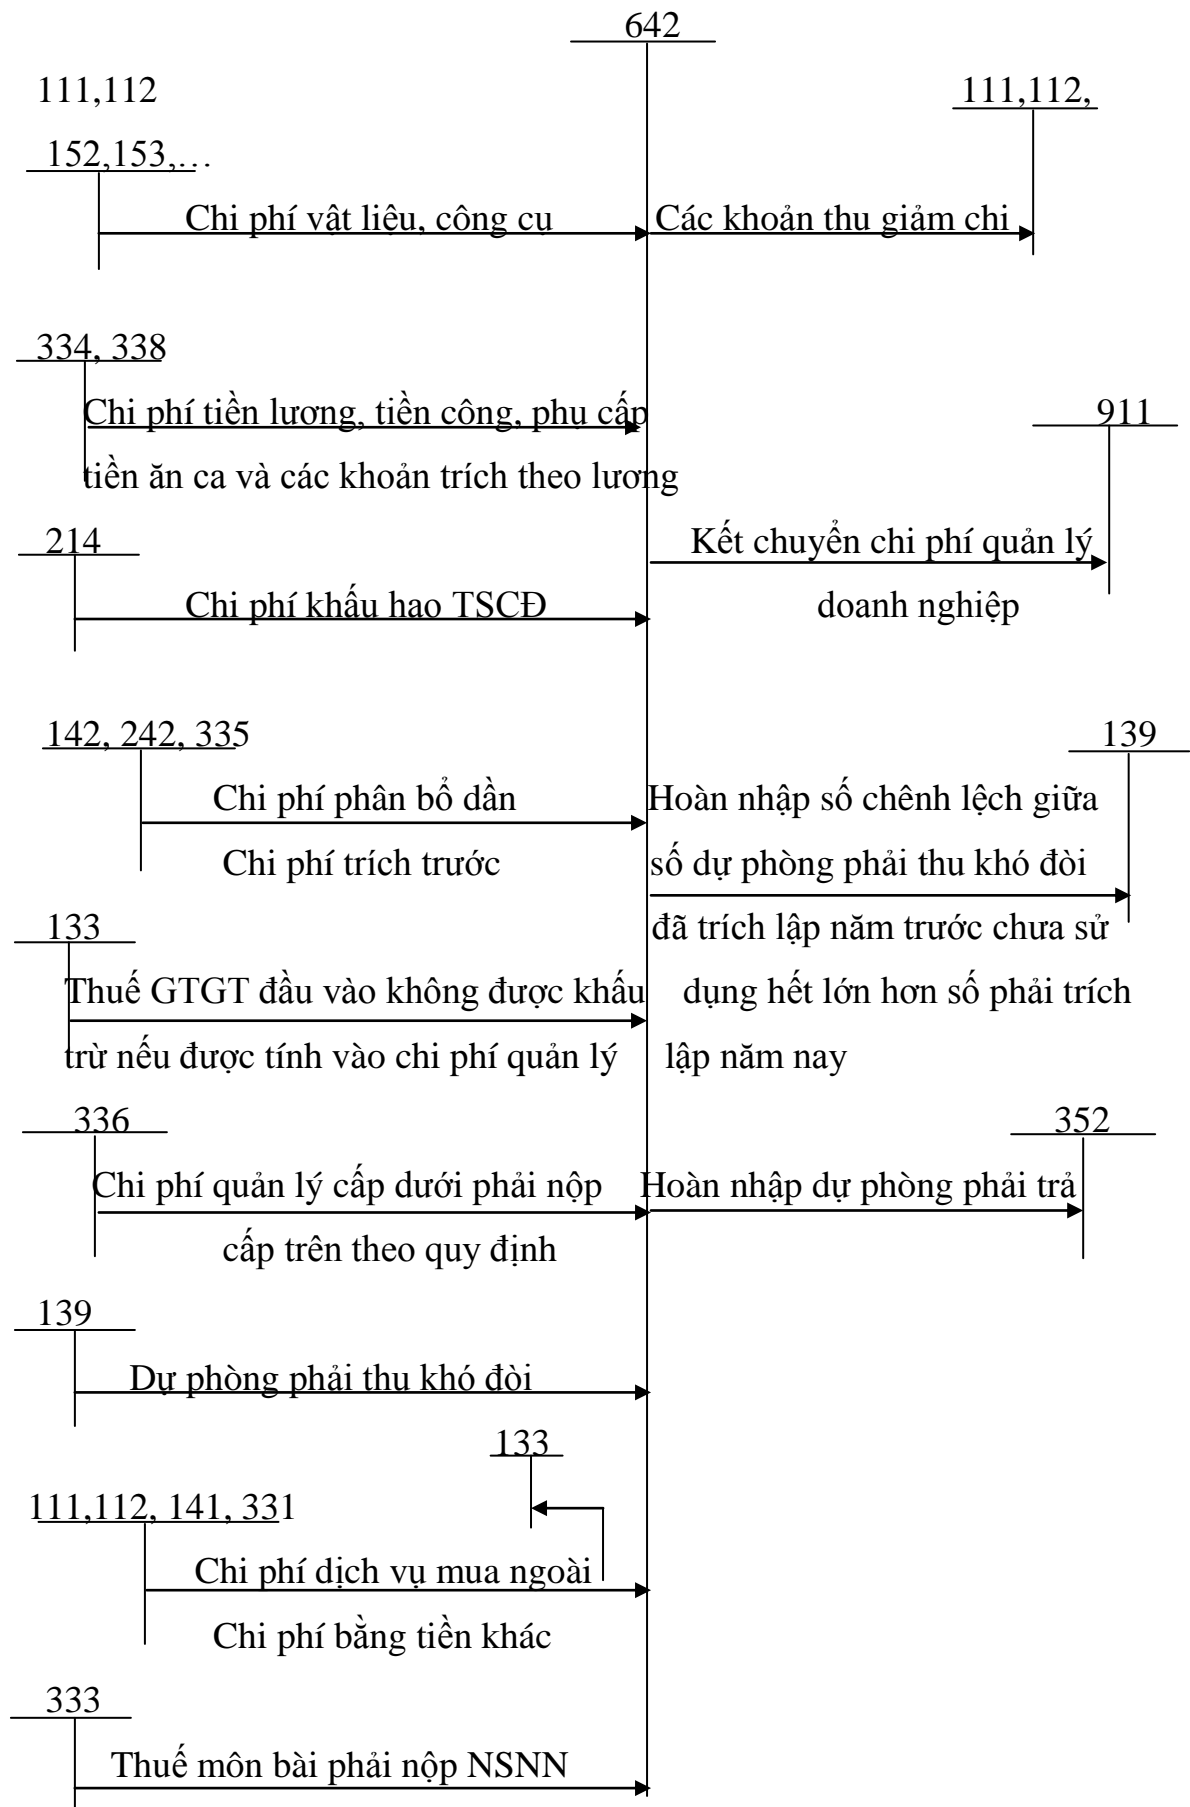 642
111,112
111,112,
152,153,…
Chi phí vật liệu, công cụ
Các khoản thu giảm chi
334, 338
Chi phí tiền lương, tiền công, phụ cấp
911
tiền ăn ca và các khoản trích theo lương
214
Kết chuyển chi phí quản lý
Chi phí khấu hao TSCĐ
doanh nghiệp
142, 242, 335
139
Chi phí phân bổ dần
Hoàn nhập số chênh lệch giữa
Chi phí trích trước
số dự phòng phải thu khó đòi
133
đã trích lập năm trước chưa sử
Thuế GTGT đầu vào không được khấu
dụng hết lớn hơn số phải trích
trừ nếu được tính vào chi phí quản lý
lập năm nay
336
352
Chi phí quản lý cấp dưới phải nộp
Hoàn nhập dự phòng phải trả
cấp trên theo quy định
139
Dự phòng phải thu khó đòi
133
111,112, 141, 331
Chi phí dịch vụ mua ngoài
Chi phí bằng tiền khác
333
Thuế môn bài phải nộp NSNN